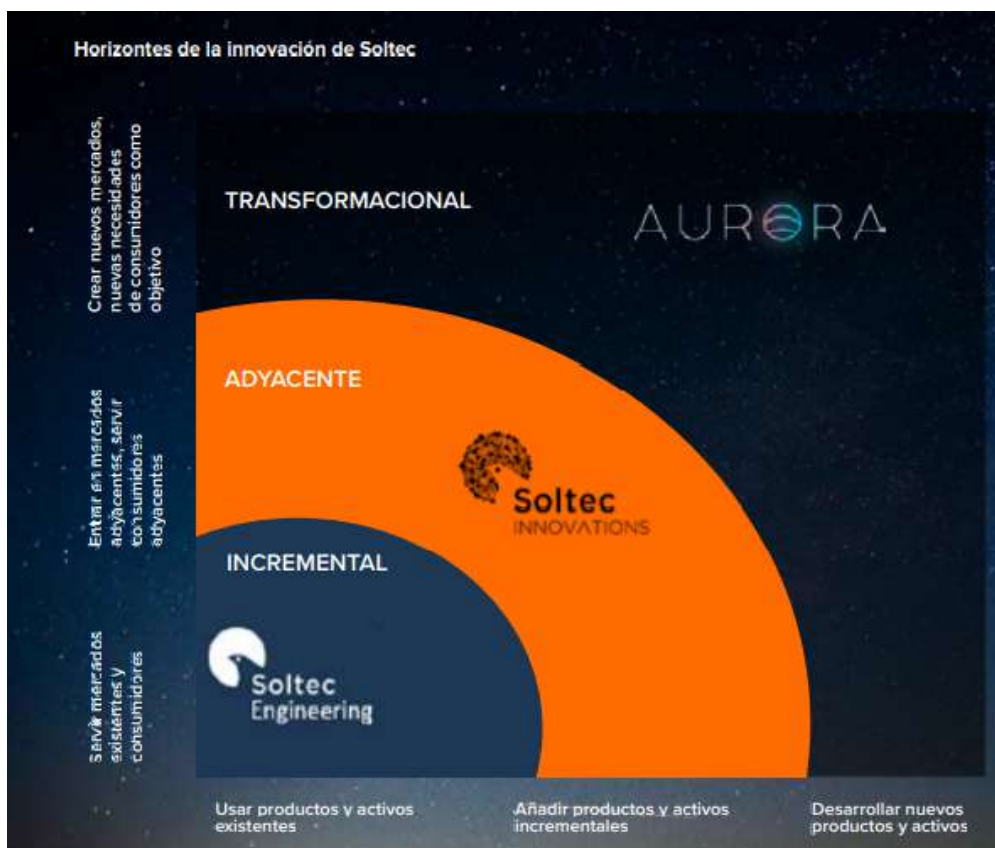 Horizontes de la innovación de Soltec
Crear nuevos mercados,
nuevas necesidades
de consumidores como
objetivo
TRANSFORMACIONAL
AURORA
ADYACENTE
Entrar en mercados
adyacentes, servir
consumidores
adyacentes
Soltec
INNOVATIONS
INCREMENTAL
Servir mercados
existentes y
consumidores
Soltec
Engineering
Usar productos y activos
existentes
Añadir productos y activos
incrementales
Desarrollar nuevos
productos y activos